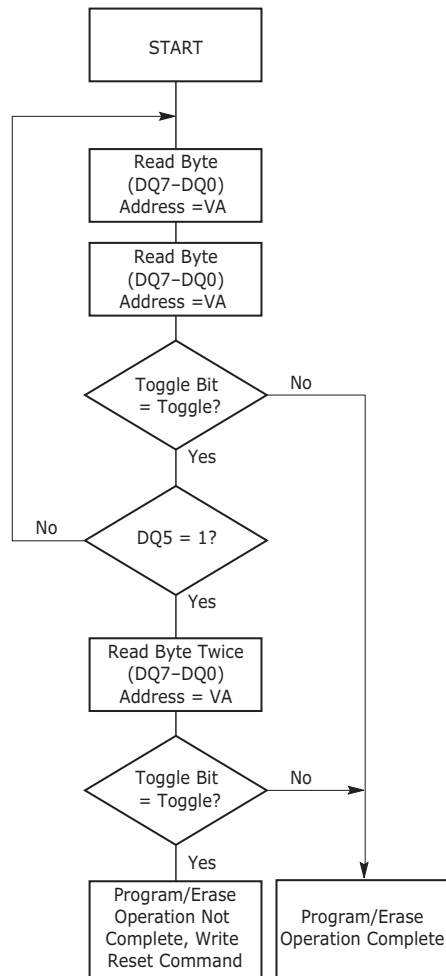 START
Read Byte
(DQ7–DQ0)
Address =VA
Read Byte
(DQ7–DQ0)
Address =VA
Toggle Bit
= Toggle?
No
Yes
DQ5 = 1?
No
Yes
Read Byte Twice
(DQ7–DQ0)
Address = VA
Toggle Bit
= Toggle?
No
Yes
Program/Erase
Operation Not
Complete, Write
Reset Command
Program/Erase
Operation Complete